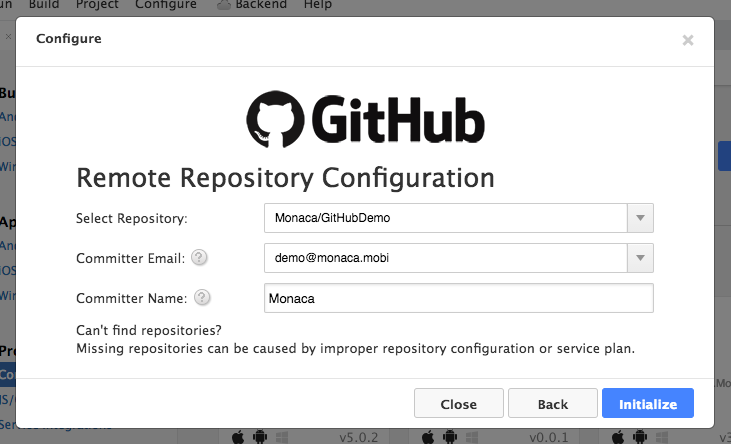 Build Project Configure Backend Help
Configure
GitHub
Remote Repository Configuration
Select Repository: Monaca/GitHubDemo
Committer Email: ? demo@monaca.mobi
Committer Name: ? Monaca
Can't find repositories?
Missing repositories can be caused by improper repository configuration or service plan.
Close Back Initialize
v5.0.2 v0.0.1